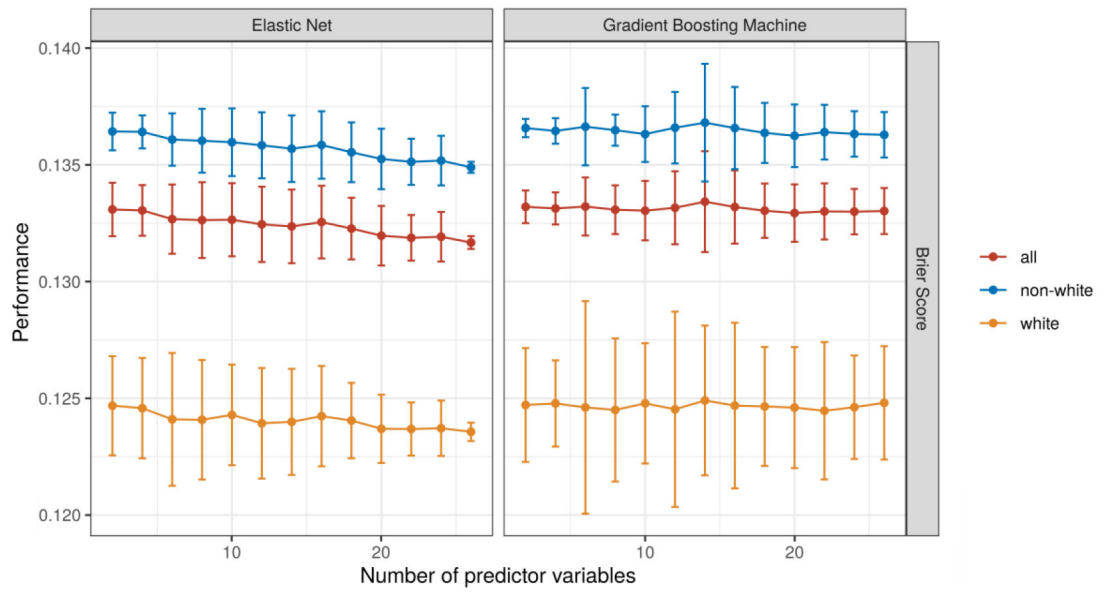 Elastic Net
Gradient Boosting Machine
0.140
0.135
0.130
0.125
0.120
Performance
10
20
10
20
Number of predictor variables
Brier Score
all
non-white
white